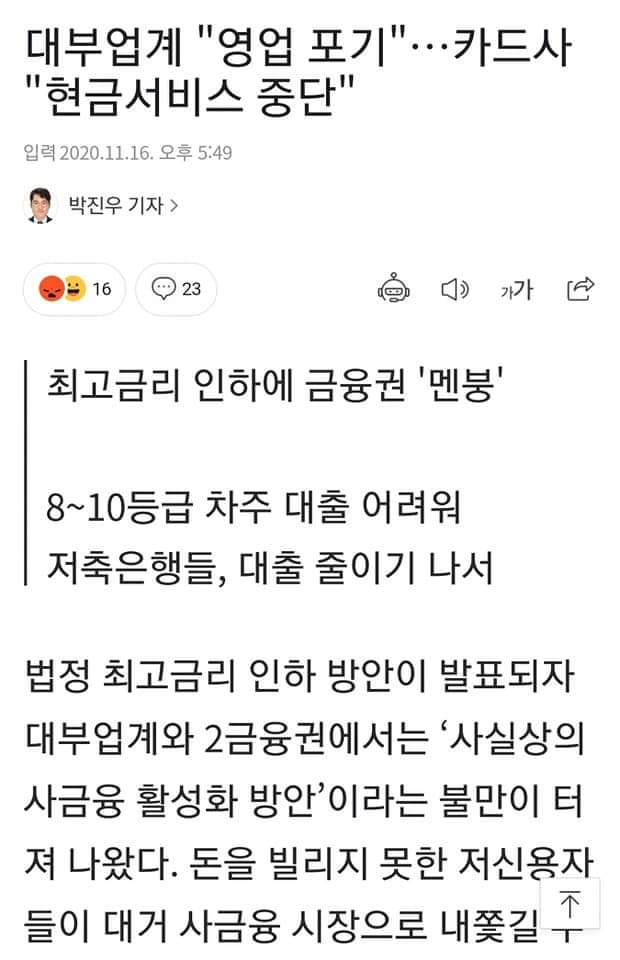 대부업계 "영업 포기"…카드사
"현금서비스 중단"
입력 2020.11.16. 오후 5:49
박진우 기자 >
16
23
가가
최고금리 인하에 금융권 '멘붕'
8~10등급 차주 대출 어려워
저축은행들, 대출 줄이기 나서
법정 최고금리 인하 방안이 발표되자
대부업계와 2금융권에서는 ‘사실상의
사금융 활성화 방안’이라는 불만이 터
져 나왔다. 돈을 빌리지 못한 저신용자
들이 대거 사금융 시장으로 내쫓길